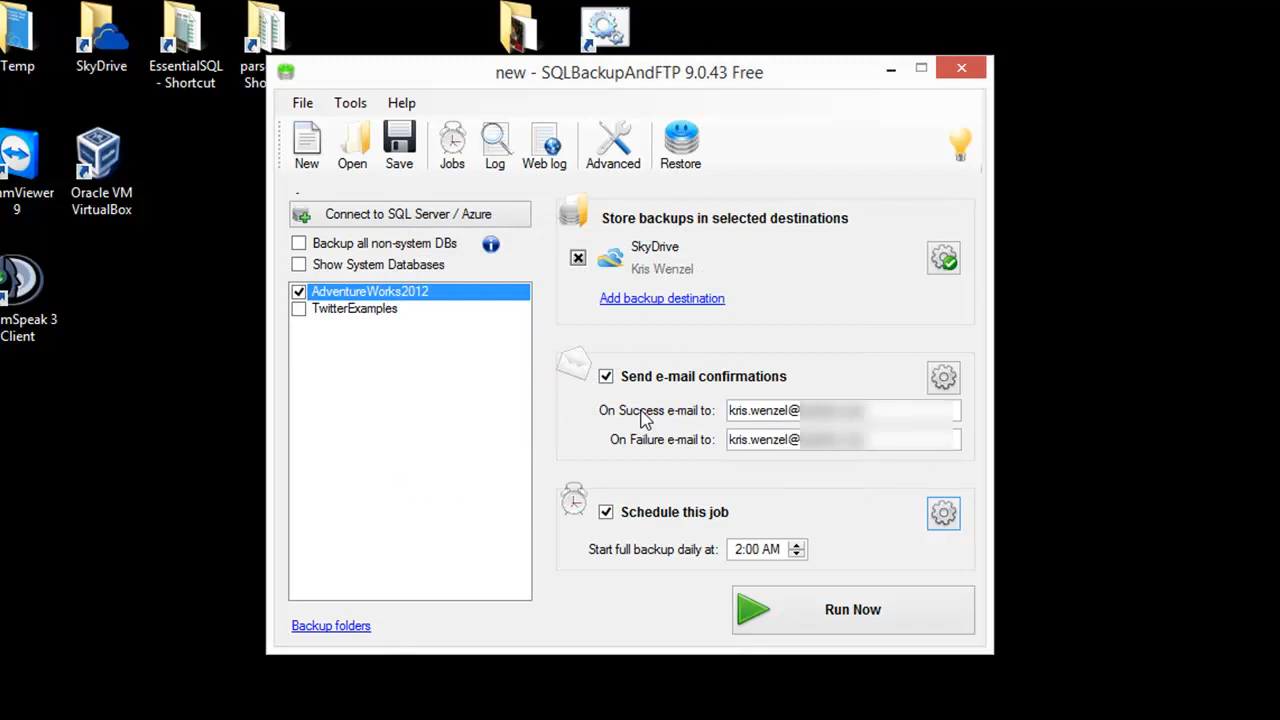 Temp
SkyDrive
EssentialSQL
- Shortcut
pars
Sho
amViewer
9
Oracle VM
VirtualBox
mSpeak 3
Client
new - SQLBackupAndFTP 9.0.43 Free
File Tools Help
New Open Save Jobs Log Web log Advanced Restore
Connect to SQL Server / Azure
Backup all non-system DBs
Show System Databases
AdventureWorks2012
TwitterExamples
Backup folders
Store backups in selected destinations
SkyDrive
Kris Wenzel
Add backup destination
Send e-mail confirmations
On Success e-mail to: kris.wenzel@
On Failure e-mail to: kris.wenzel@
Schedule this job
Start full backup daily at: 2:00 AM
Run Now